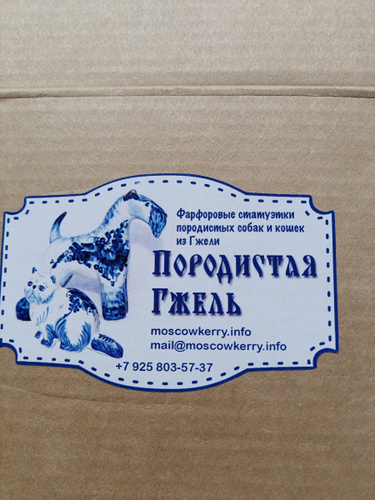 Фарфоровые статуэтки
породистых собак и кошек
из Гжели
Породистая
Гжель
moscowkerry.info
mail@moscowkerry.info
+7 925 803-57-37